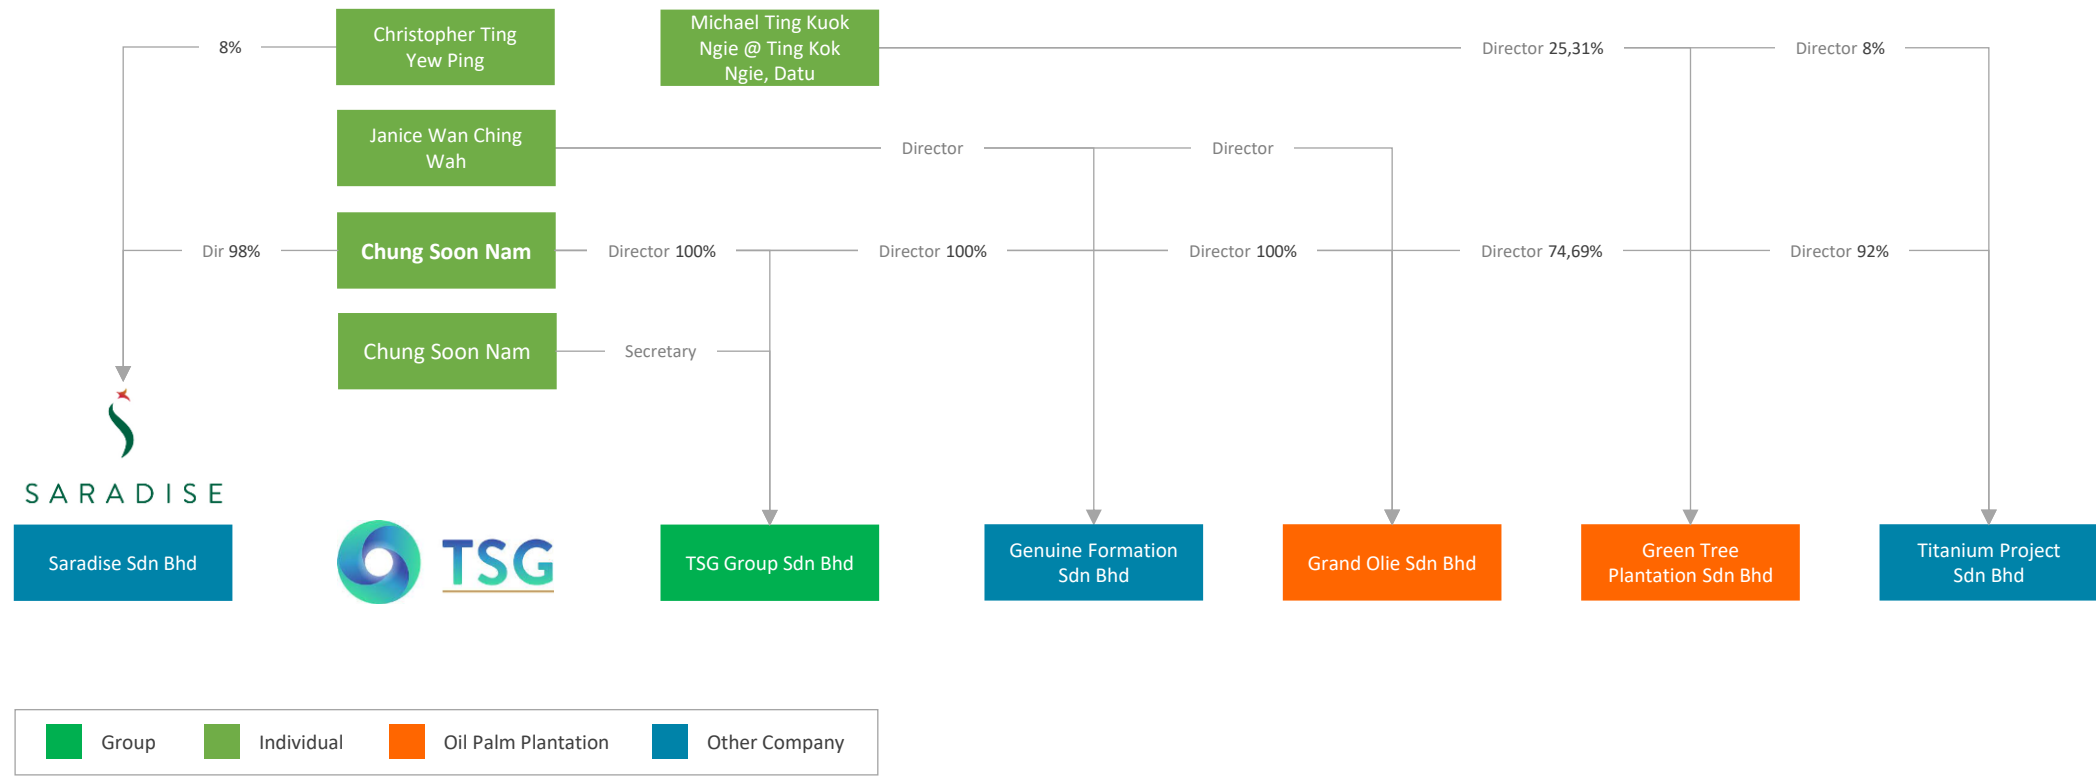 Christopher Ting
Yew Ping
Michael Ting Kuok
Ngie @ Ting Kok
Ngie, Datu
8%
Director 25,31%
Director 8%
Janice Wan Ching
Wah
Director
Director
Dir 98%
Chung Soon Nam
Director 100%
Director 100%
Director 100%
Director 74,69%
Director 92%
Chung Soon Nam
Secretary
SARADISE
Saradise Sdn Bhd
TSG
TSG Group Sdn Bhd
Genuine Formation
Sdn Bhd
Grand Olie Sdn Bhd
Green Tree
Plantation Sdn Bhd
Titanium Project
Sdn Bhd
Group
Individual
Oil Palm Plantation
Other Company